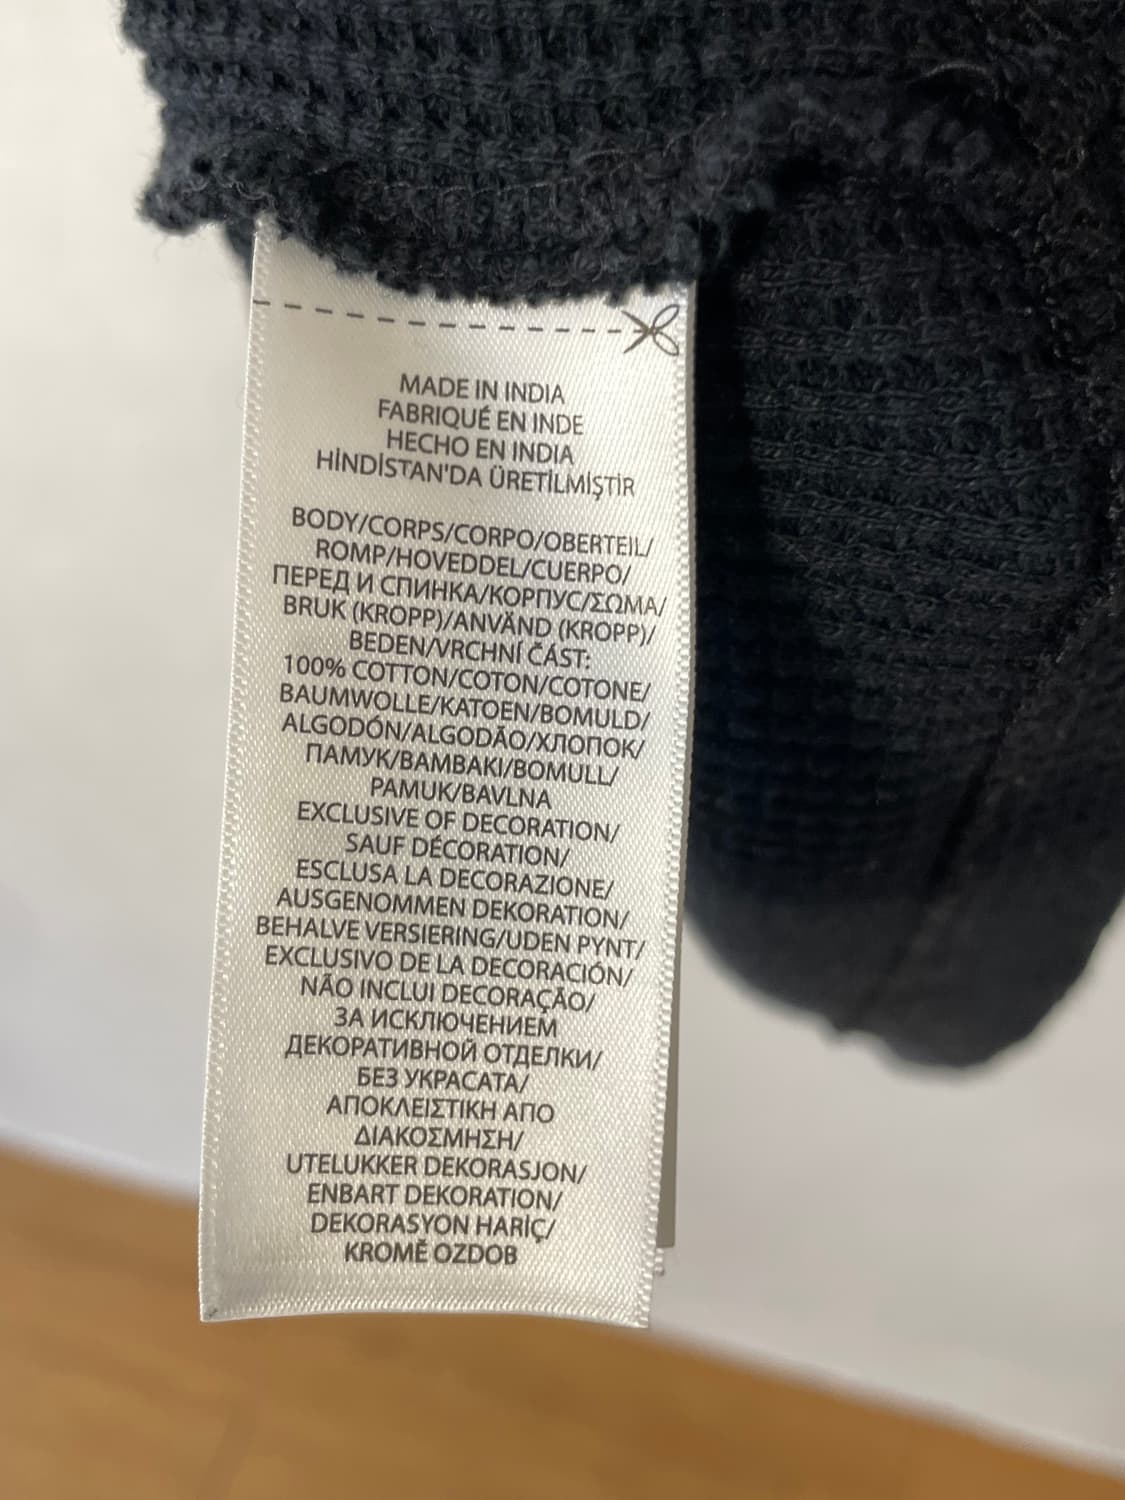 MADE IN INDIA
FABRIQUÉ EN INDE
HECHO EN INDIA
HİNDİSTAN'DA ÜRETİLMİŞTİR
BODY/CORPS/CORPO/OBERTEIL/
ROMP/HOVEDDEL/CUERPO/
ПЕРЕД И СПИНКА/КОРПУС/ΣΩΜΑ/
BRUK (KROPP)/ANVÄND (KROPP)/
BEDEN/VRCHNÍ ČÁST:
100% COTTON/COTON/COTONE/
BAUMWOLLE/KATOEN/BOMULD/
ALGODÓN/ALGODÃO/ХЛОПОК/
ПАМУК/ΒΑΜΒΑΚΙ/BOMULL/
PAMUK/BAVLNA
EXCLUSIVE OF DECORATION/
SAUF DÉCORATION/
ESCLUSA LA DECORAZIONE/
AUSGENOMMEN DEKORATION/
BEHALVE VERSIERING/UDEN PYNT/
EXCLUSIVO DE LA DECORACIÓN/
NÃO INCLUI DECORAÇÃO/
ЗА ИСКЛЮЧЕНИЕМ
ДЕКОРАТИВНОЙ ОТДЕЛКИ/
БЕЗ УКРАСАТА/
ΑΠΟΚΛΕΙΣΤΙΚΗ ΑΠΟ
ΔΙΑΚΟΣΜΗΣΗ/
UTELUKKER DEKORASJON/
ENBART DEKORATION/
DEKORASYON HARİÇ/
KROMĚ OZDOB